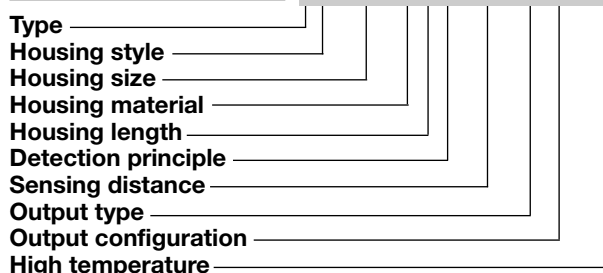 Type
Housing style
Housing size
Housing material
Housing length
Detection principle
Sensing distance
Output type
Output configuration
High temperature